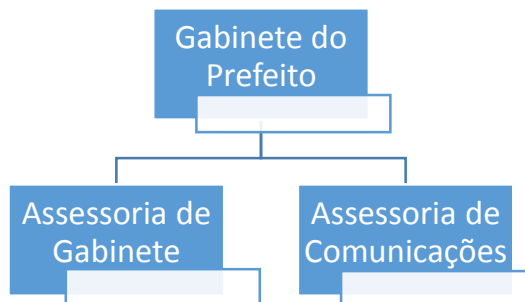 Gabinete do
Prefeito
Assessoria de
Gabinete
Assessoria de
Comunicações